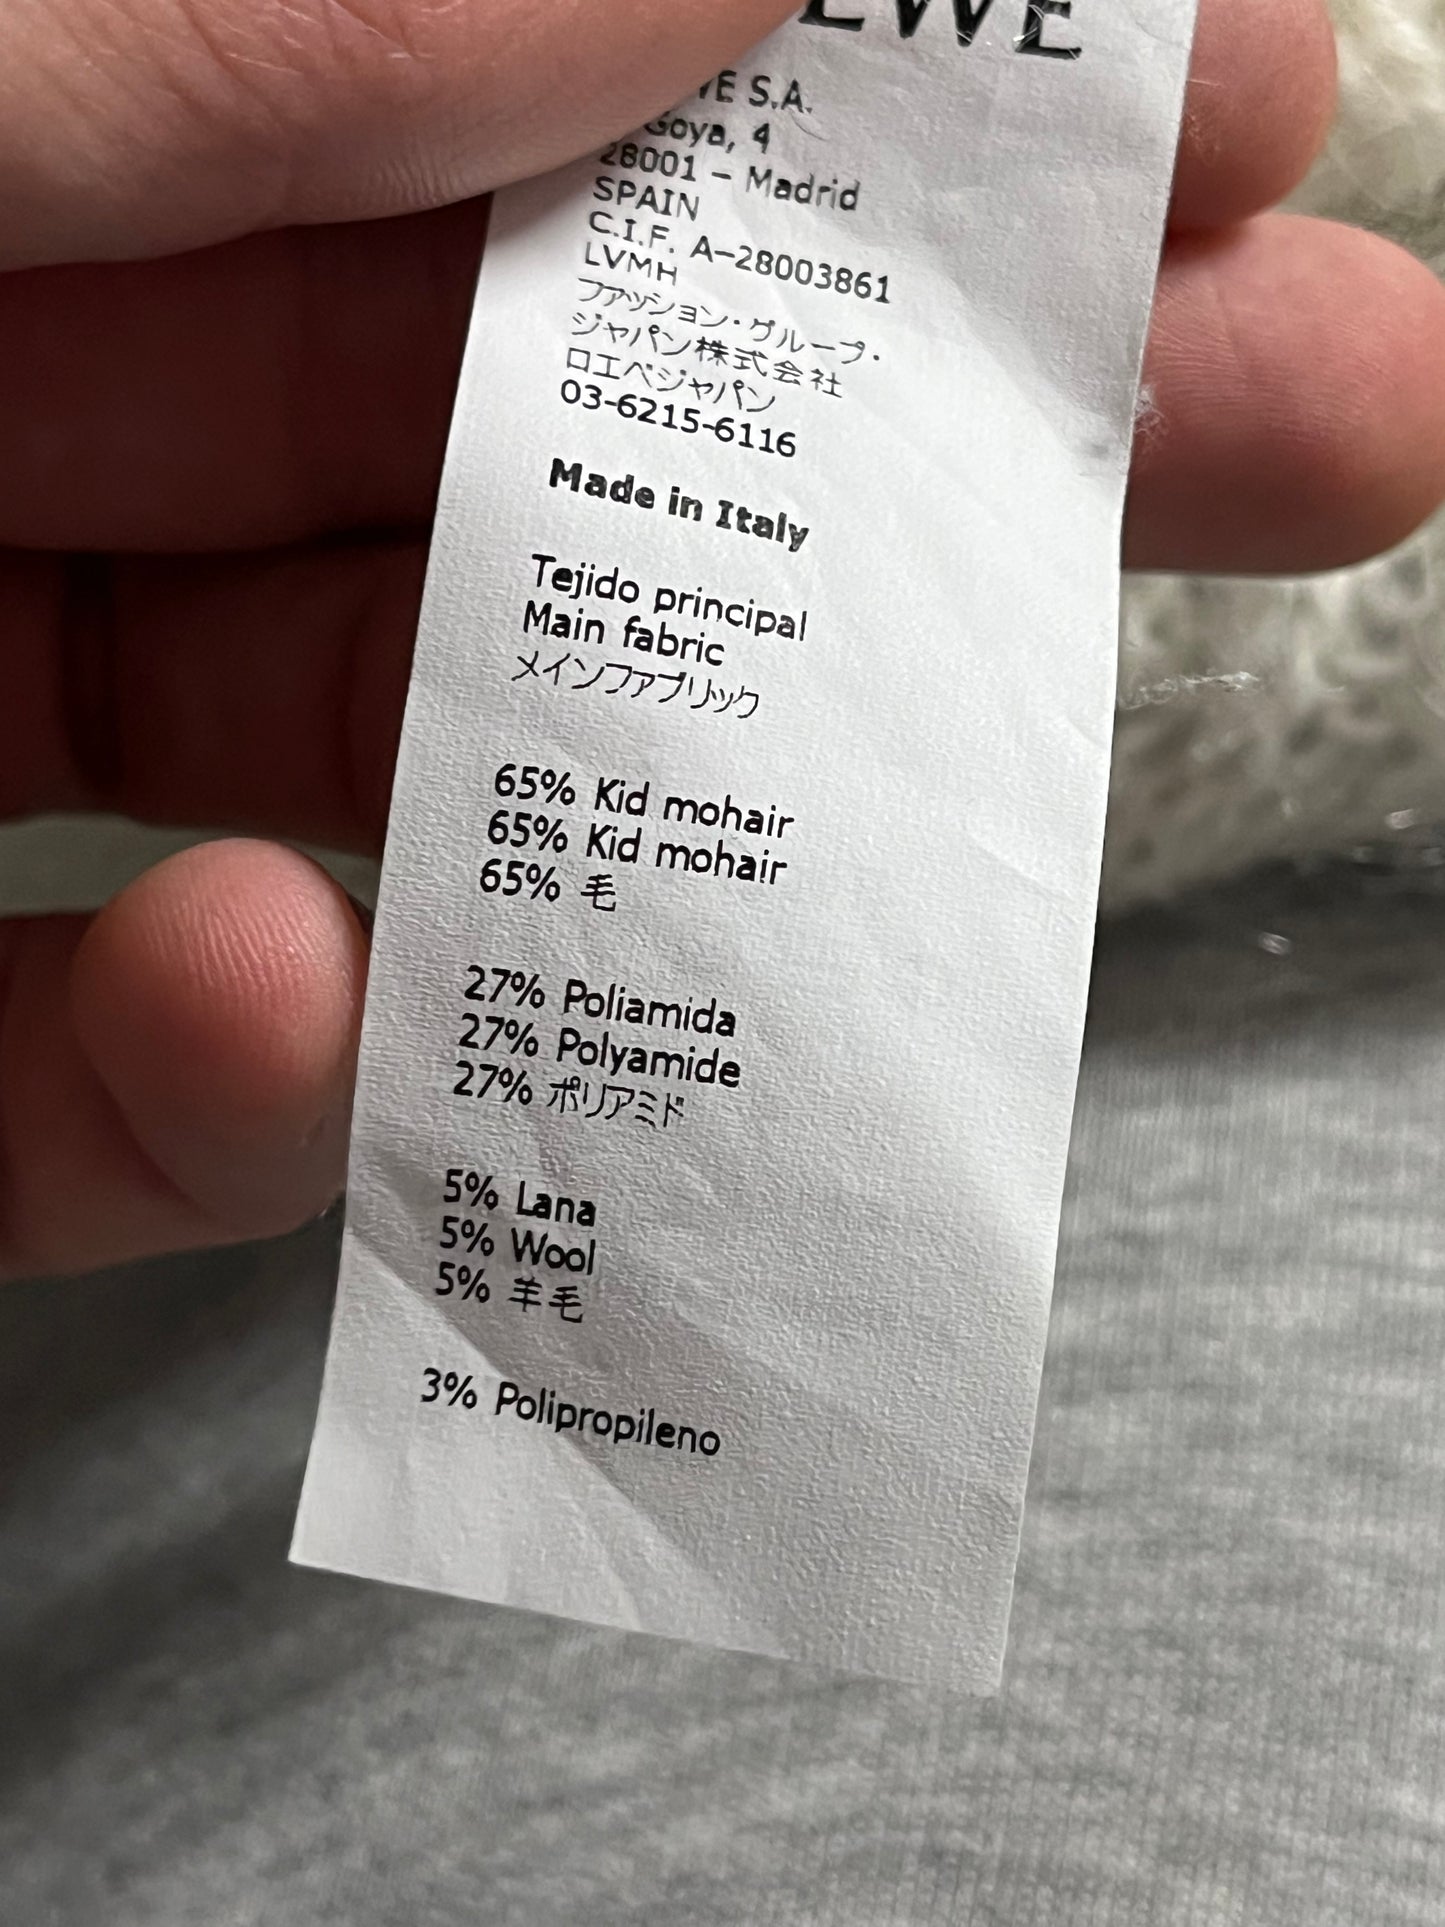 EWE
S.A.
Goya, 4
28001 – Madrid
SPAIN
C.I.F. A-28003861
LVMH
ファッション・グループ・
ジャパン株式会社
ロエベジャパン
03-6215-6116
Made in Italy
Tejido principal
Main fabric
メインファブリック
65% Kid mohair
65% Kid mohair
65% 毛
27% Poliamida
27% Polyamide
27% ポリアミド
5% Lana
5% Wool
5% 羊毛
3% Polipropileno